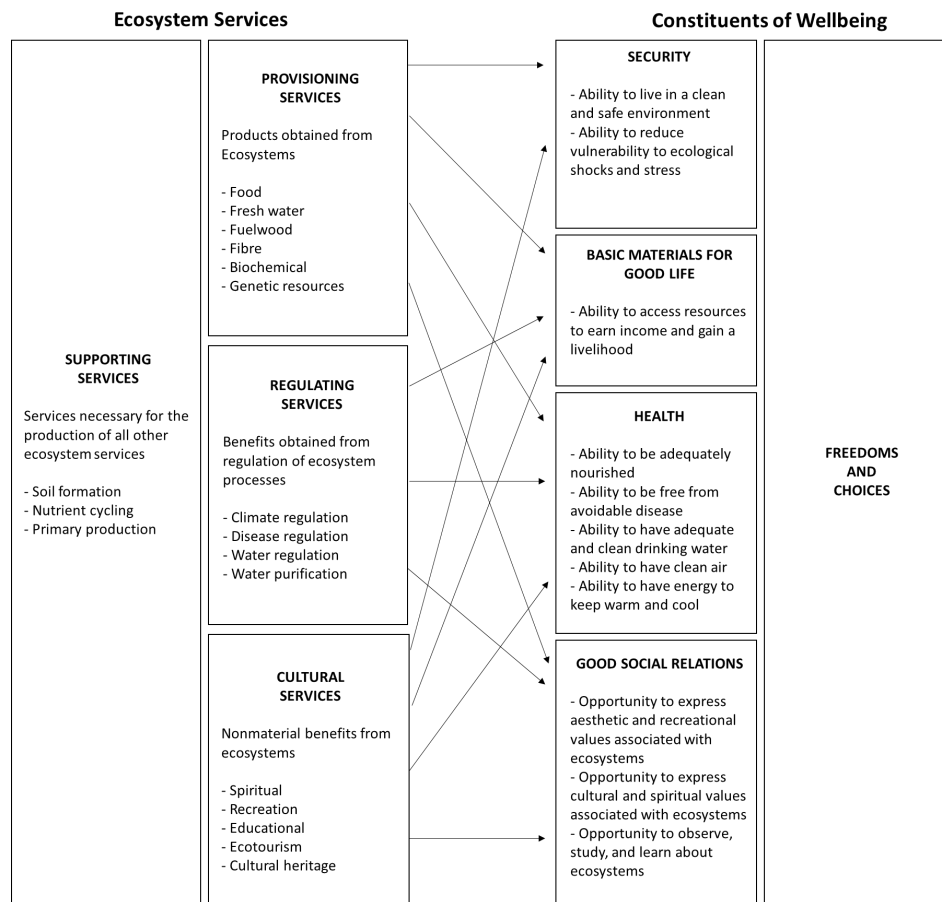 Ecosystem Services
Constituents of Wellbeing
SUPPORTING
SERVICES
Services necessary for the
production of all other
ecosystem services
- Soil formation
- Nutrient cycling
- Primary production
PROVISIONING
SERVICES
Products obtained from
Ecosystems
- Food
- Fresh water
- Fuelwood
- Fibre
- Biochemical
- Genetic resources
REGULATING
SERVICES
Benefits obtained from
regulation of ecosystem
processes
- Climate regulation
- Disease regulation
- Water regulation
- Water purification
CULTURAL
SERVICES
Nonmaterial benefits from
ecosystems
- Spiritual
- Recreation
- Educational
- Ecotourism
- Cultural heritage
SECURITY
- Ability to live in a clean
and safe environment
- Ability to reduce
vulnerability to ecological
shocks and stress
BASIC MATERIALS FOR
GOOD LIFE
- Ability to access resources
to earn income and gain a
livelihood
HEALTH
- Ability to be adequately
nourished
- Ability to be free from
avoidable disease
- Ability to have adequate
and clean drinking water
- Ability to have clean air
- Ability to have energy to
keep warm and cool
GOOD SOCIAL RELATIONS
- Opportunity to express
aesthetic and recreational
values associated with
ecosystems
- Opportunity to express
cultural and spiritual values
associated with ecosystems
- Opportunity to observe,
study, and learn about
ecosystems
FREEDOMS
AND
CHOICES